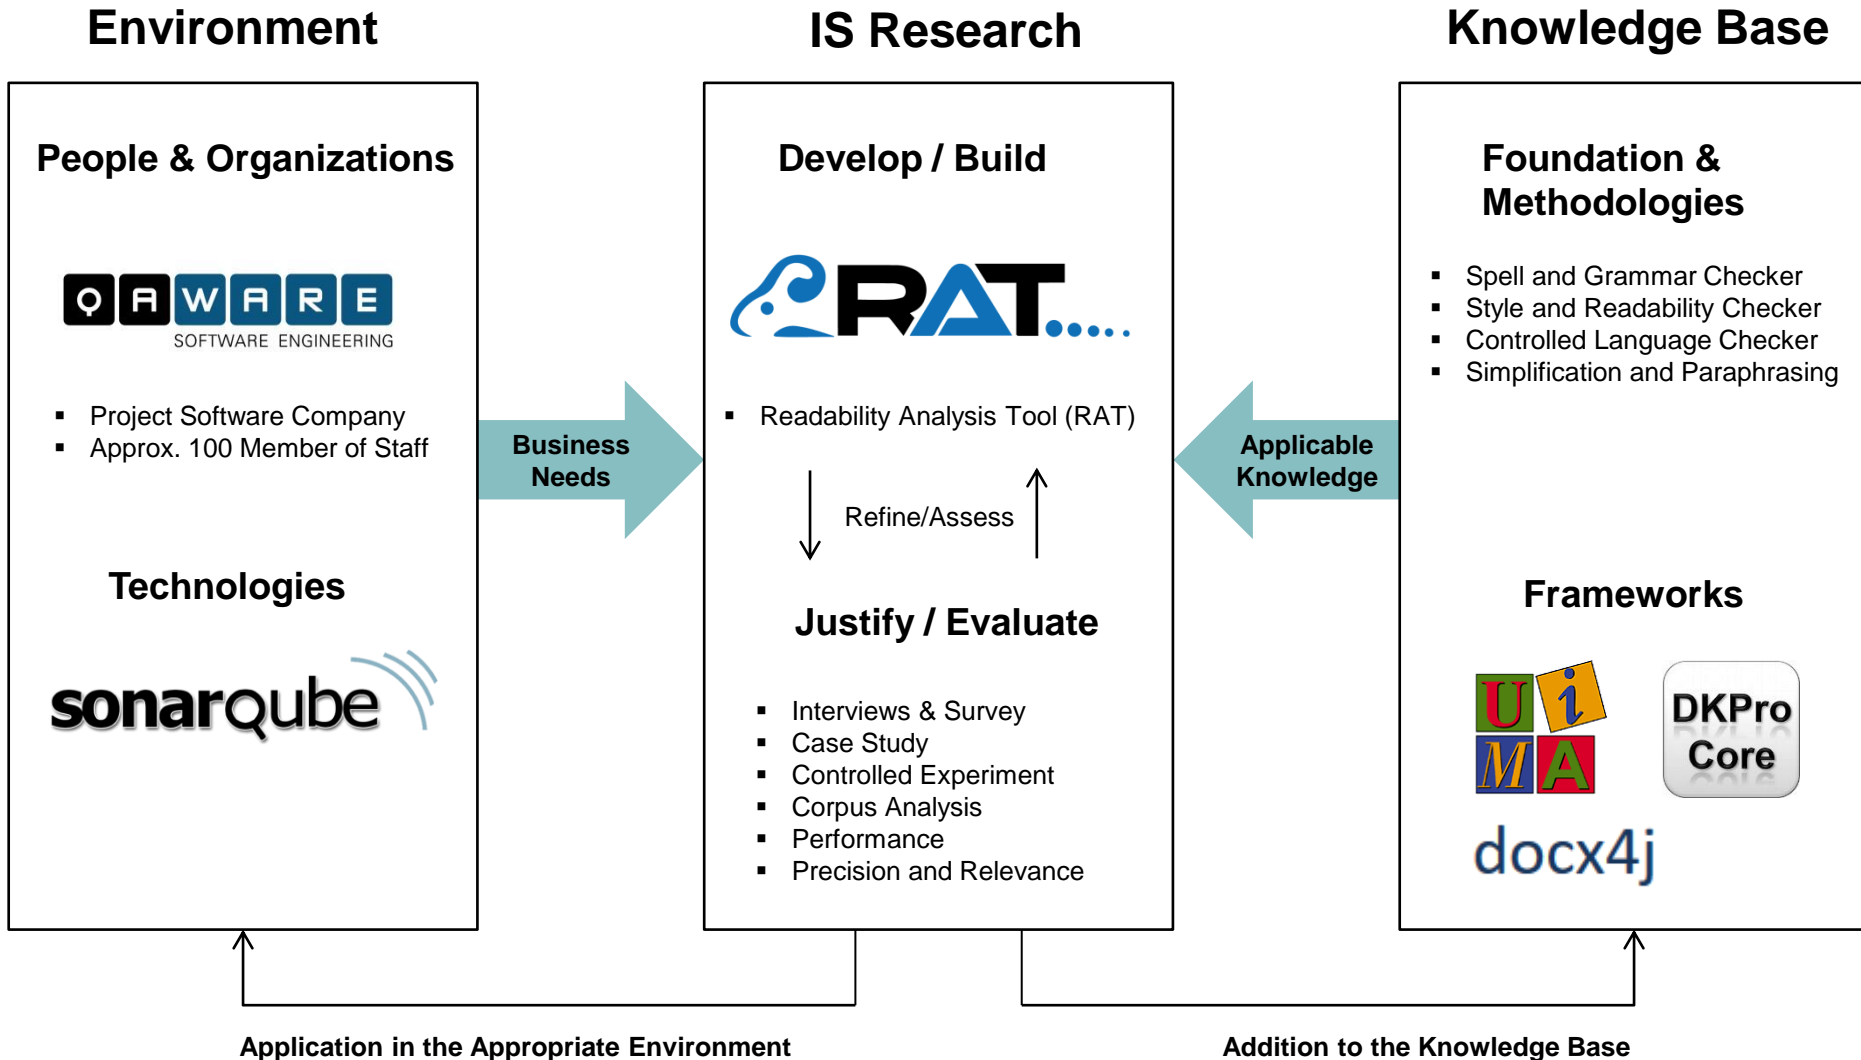 Environment
IS Research
Knowledge Base
People & Organizations
QAWARE
SOFTWARE ENGINEERING
▪ Project Software Company
▪ Approx. 100 Member of Staff
Technologies
sonarqube
Business
Needs
Develop / Build
RAT
▪ Readability Analysis Tool (RAT)
Refine/Assess
Justify / Evaluate
▪ Interviews & Survey
▪ Case Study
▪ Controlled Experiment
▪ Corpus Analysis
▪ Performance
▪ Precision and Relevance
Applicable
Knowledge
Foundation &
Methodologies
▪ Spell and Grammar Checker
▪ Style and Readability Checker
▪ Controlled Language Checker
▪ Simplification and Paraphrasing
Frameworks
Ui
MA
DKPro
Core
docx4j
Application in the Appropriate Environment
Addition to the Knowledge Base